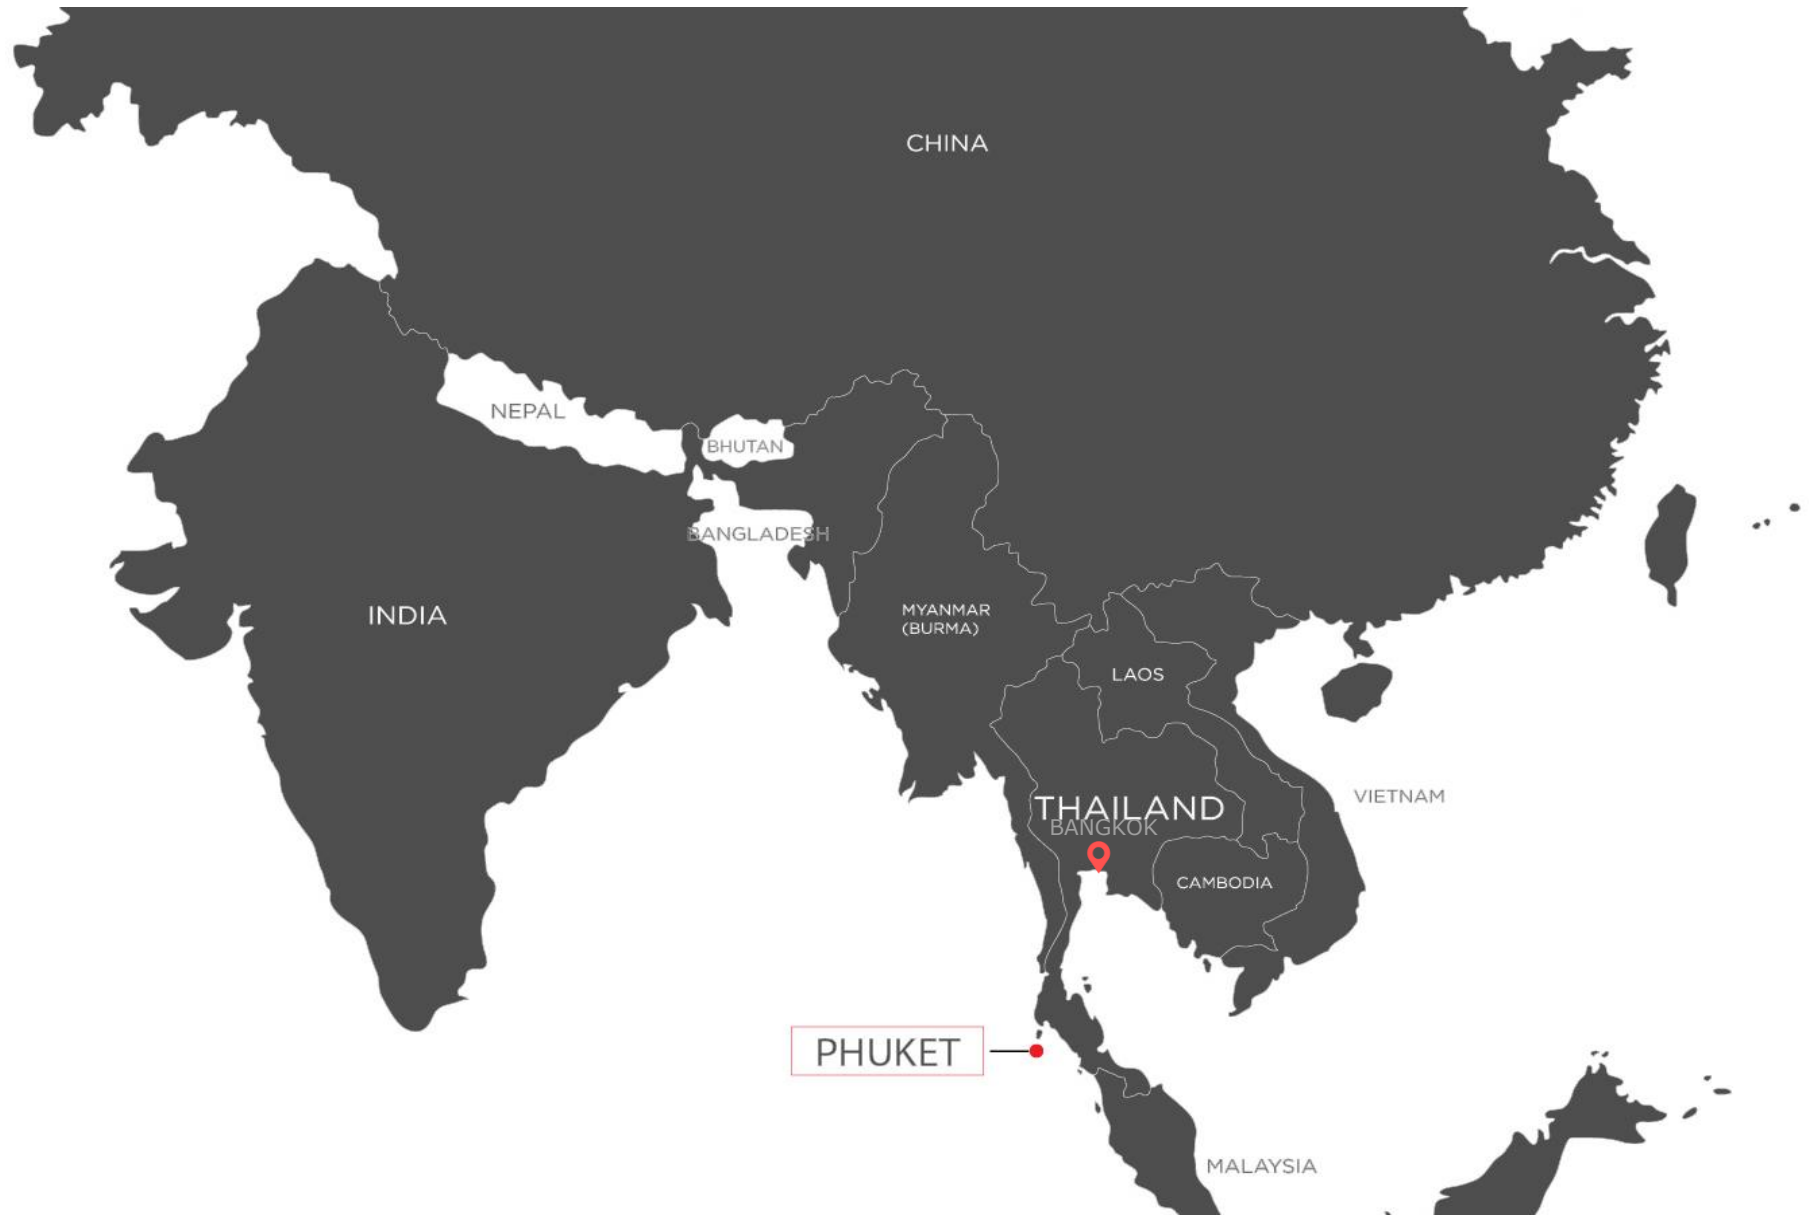 CHINA
NEPAL
BHUTAN
BANGLADESH
INDIA
MYANMAR
(BURMA)
LAOS
VIETNAM
THAILAND
BANGKOK
CAMBODIA
PHUKET
MALAYSIA